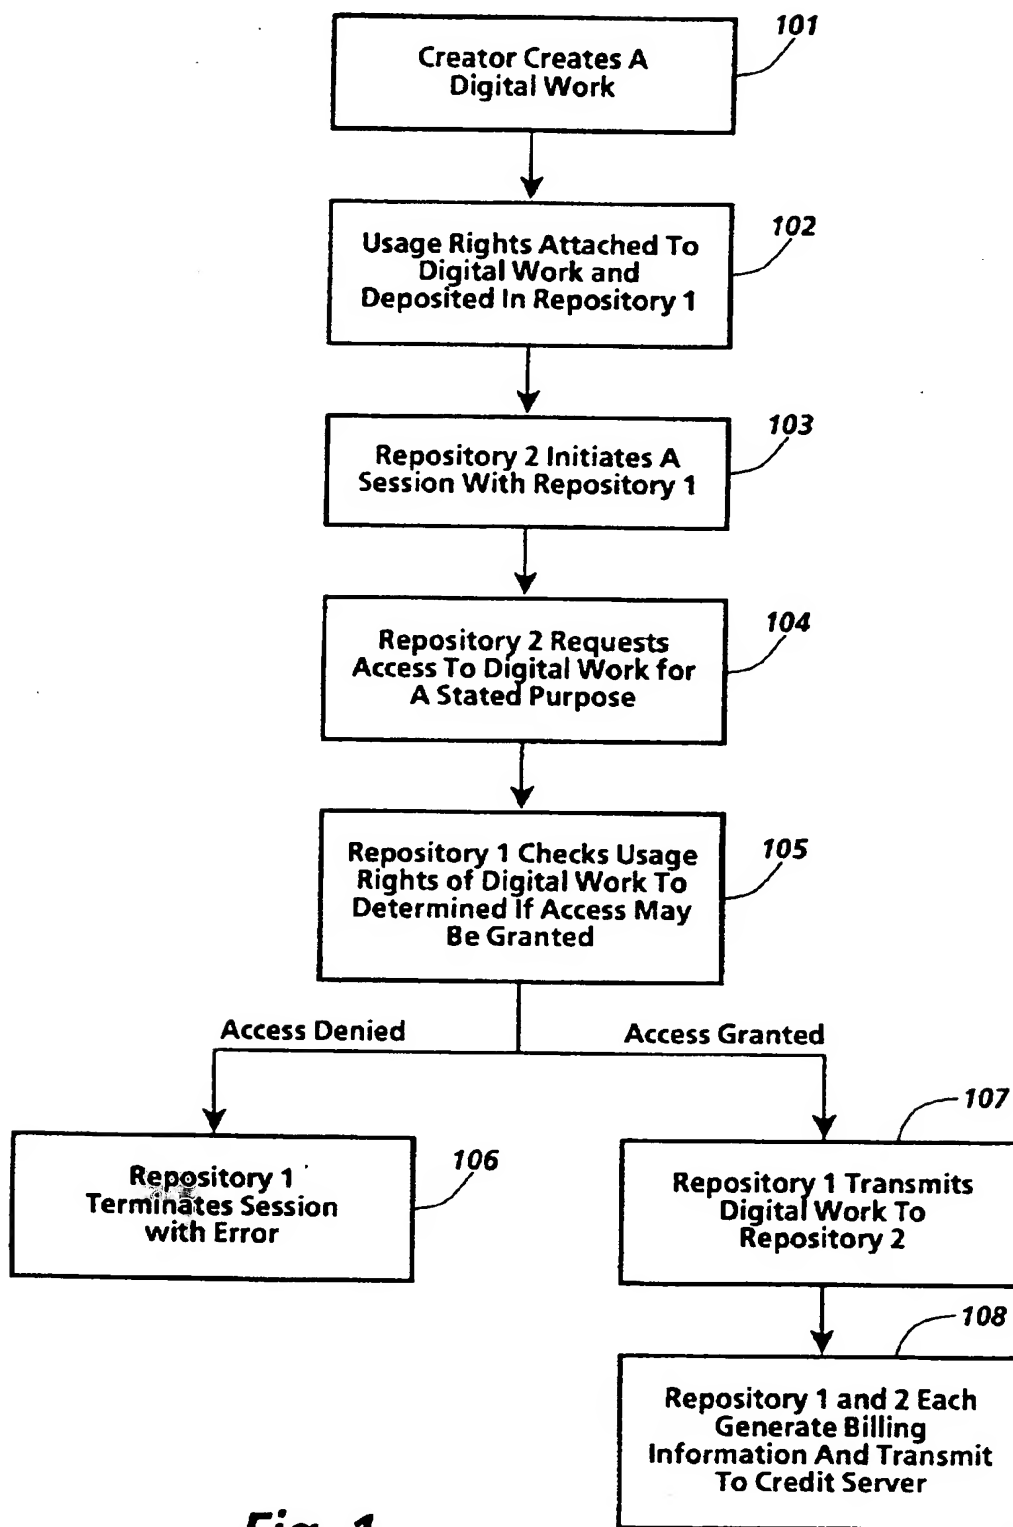 101
Creator Creates A
Digital Work
102
Usage Rights Attached To
Digital Work and
Deposited In Repository 1
103
Repository 2 Initiates A
Session With Repository 1
104
Repository 2 Requests
Access To Digital Work for
A Stated Purpose
105
Repository 1 Checks Usage
Rights of Digital Work To
Determined If Access May
Be Granted
Access Denied
Access Granted
106
Repository 1
Terminates Session
with Error
107
Repository 1 Transmits
Digital Work To
Repository 2
108
Repository 1 and 2 Each
Generate Billing
Information And Transmit
To Credit Server
Fig. 1